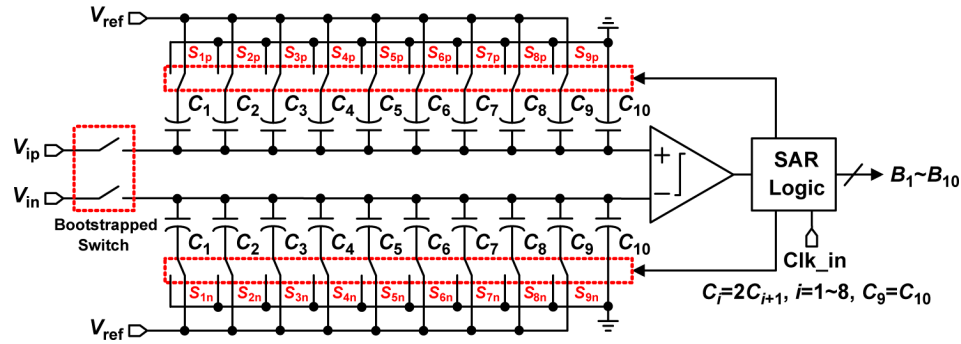 Vref
S1p S2p S3p S4p S5p S6p S7p S8p S9p
C1 C2 C3 C4 C5 C6 C7 C8 C9 C10
Vip
+
SAR
Logic
B1~B10
Vin
−
Bootstrapped
Switch
C1 C2 C3 C4 C5 C6 C7 C8 C9 C10
Clk_in
S1n S2n S3n S4n S5n S6n S7n S8n S9n
Ci=2Ci+1, i=1~8, C9=C10
Vref